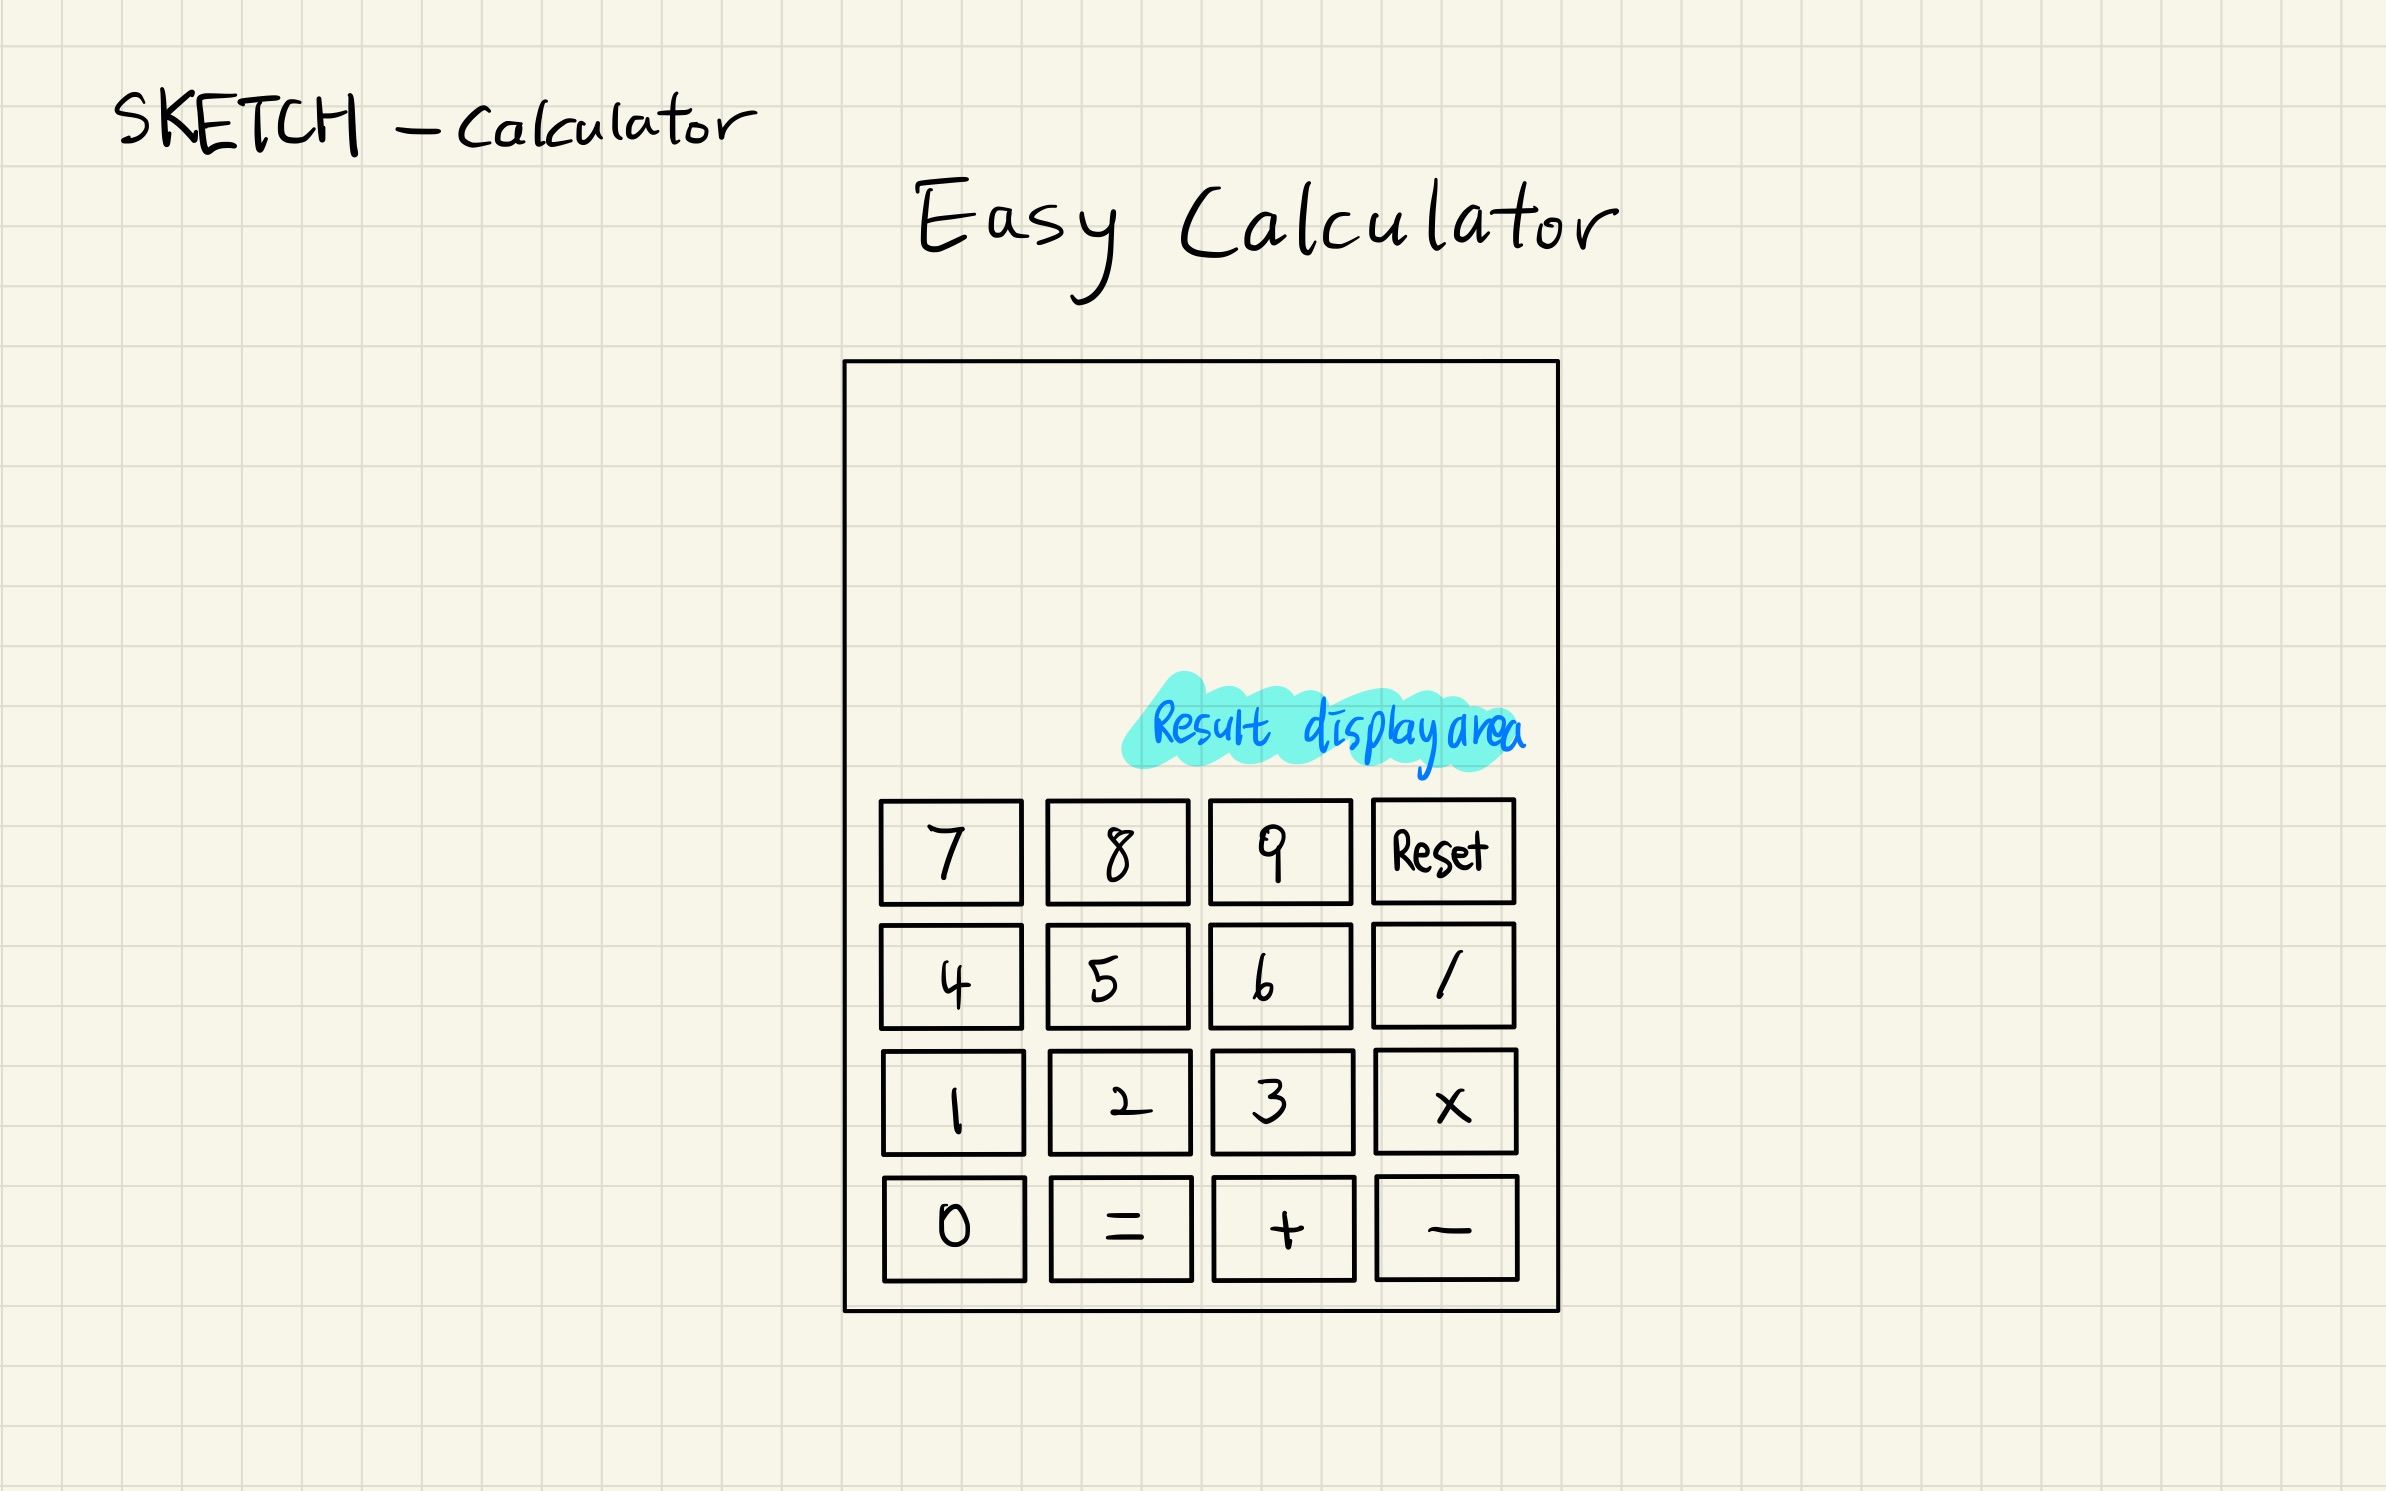 SKETCH - Calculator
Easy Calculator
Result display area
7 8 9 Reset
4 5 6 /
1 2 3 x
0 = + -